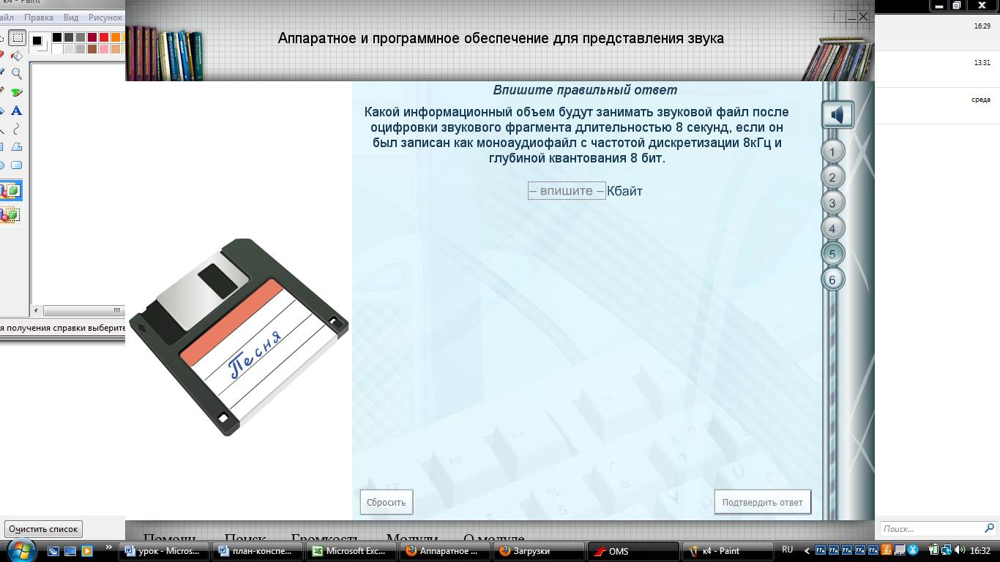 к4 - Paint
Правка Вид Рисунок
16:29
13:31
среда
Аппаратное и программное обеспечение для представления звука
Впишите правильный ответ
Какой информационный объем будут занимать звуковой файл после
оцифровки звукового фрагмента длительностью 8 секунд, если он
был записан как моноаудиофайл с частотой дискретизации 8кГц и
глубиной квантования 8 бит.
– впишите – Кбайт
1
2
3
4
5
6
Песня
я получения справки выберите
Сбросить
Подтвердить ответ
Очистить список
Помощь Поиск Громкость Модули О модуле
Поиск...
урок - Micros...
план-конспе...
Microsoft Exc...
Аппаратное ...
Загрузки
OMS
к4 - Paint
RU
16:32